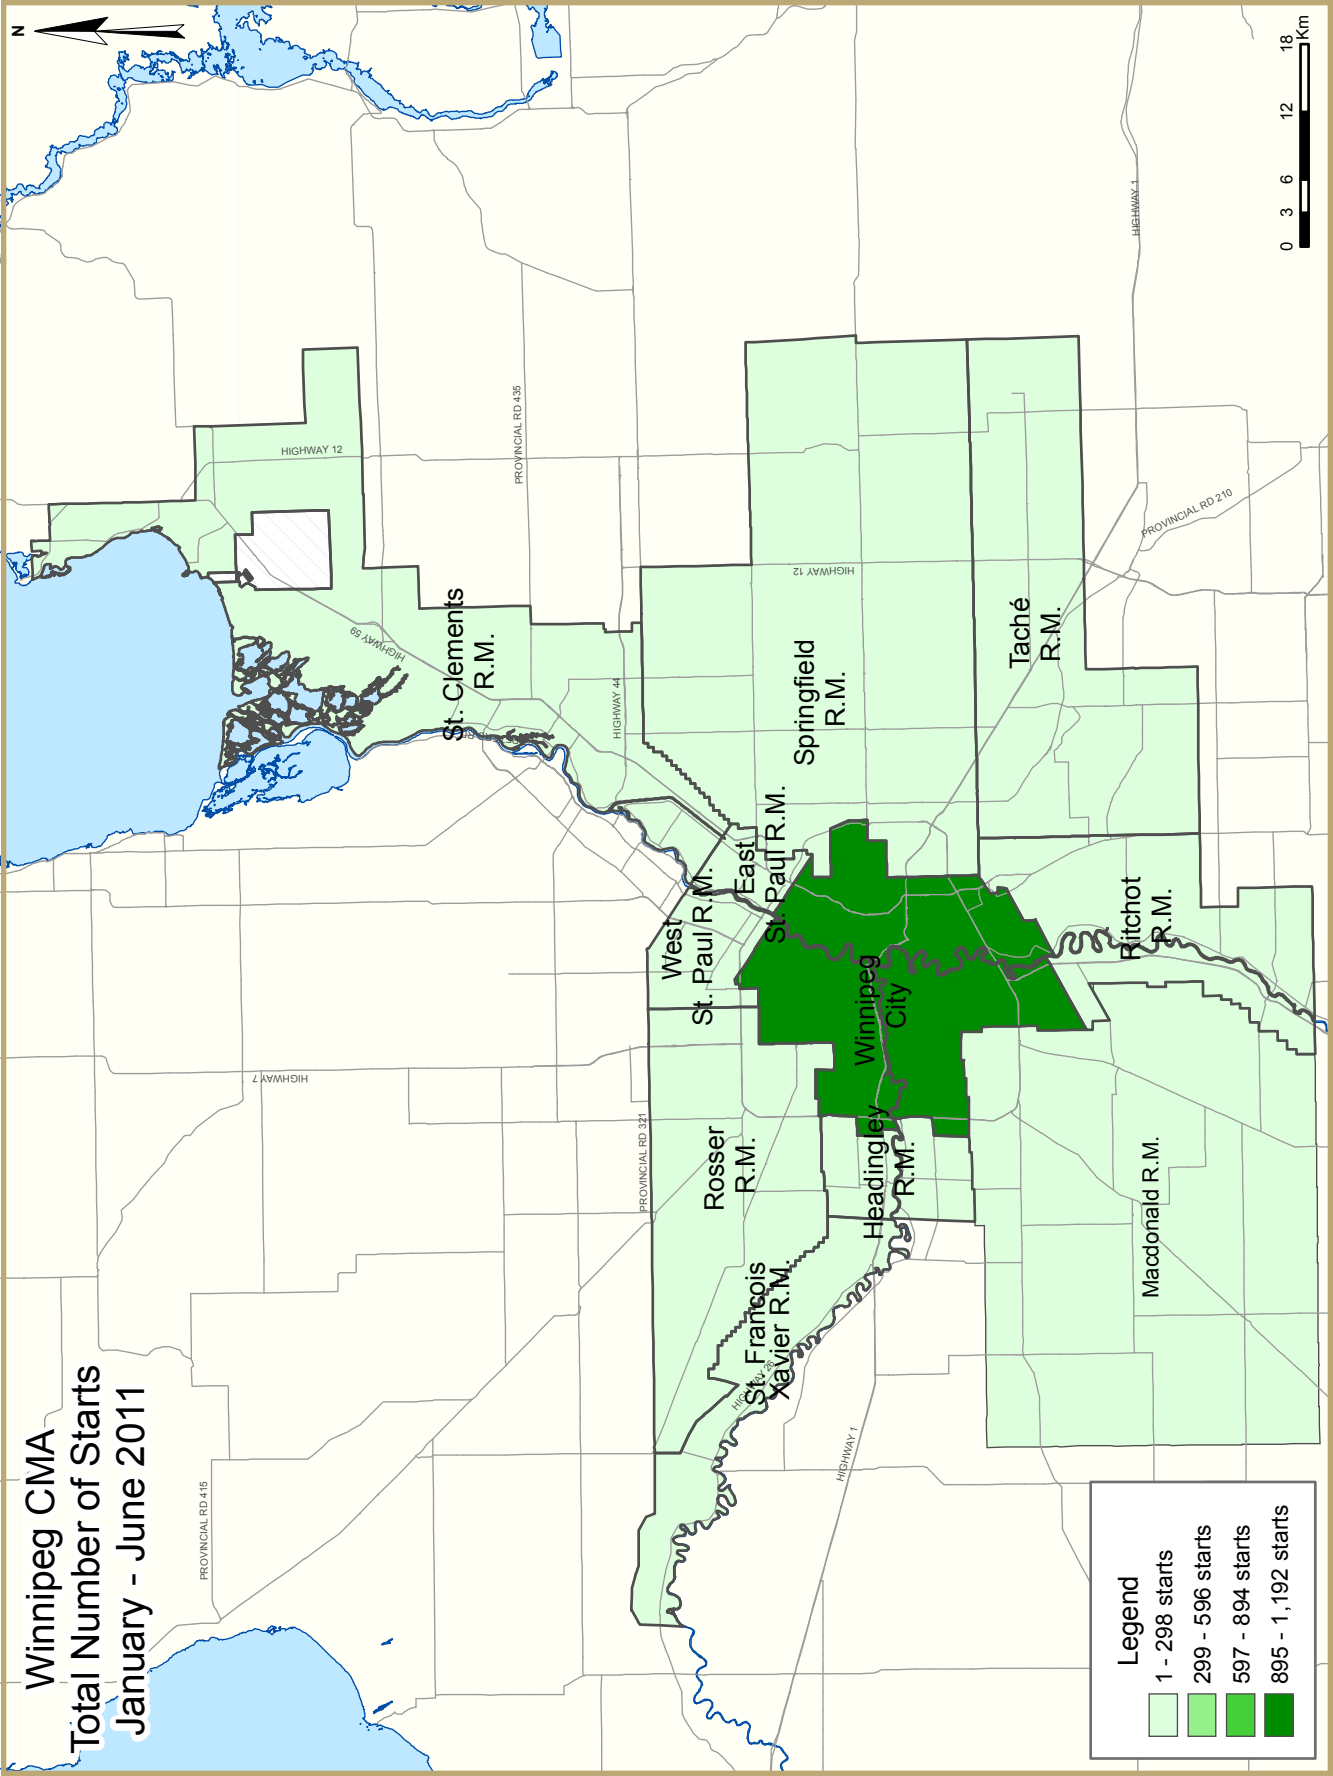 Winnipeg CMA
Total Number of Starts
January - June 2011
N
PROVINCIAL RD 415
HIGHWAY 7
HIGHWAY 12
PROVINCIAL RD 435
HIGHWAY 59
St. Clements
R.M.
HIGHWAY 44
PROVINCIAL RD 321
West
St. Paul R.M.
East
St. Paul R.M.
Rosser
R.M.
Springfield
R.M.
HIGHWAY 12
St. Francois
Xavier R.M.
HIGHWAY 26
Headingley
R.M.
Winnipeg
City
HIGHWAY 1
Taché
R.M.
HIGHWAY 1
PROVINCIAL RD 210
Ritchot
R.M.
Macdonald R.M.
Legend
1 - 298 starts
299 - 596 starts
597 - 894 starts
895 - 1,192 starts
0 3 6 12 18
Km